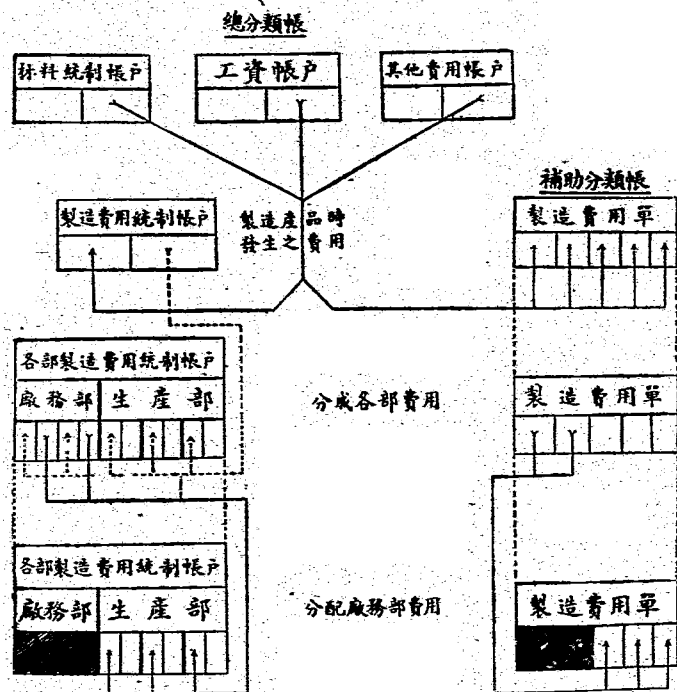 總分類帳
材料統制帳戶
工資帳戶
其他費用帳戶
補助分類帳
製造費用統制帳戶
製造產品時
發生之費用
製造費用單
各部製造費用統制帳戶
廠務部 生產部
分成各部費用
製造費用單
各部製造費用統制帳戶
廠務部 生產部
分配廠務部費用
製造費用單